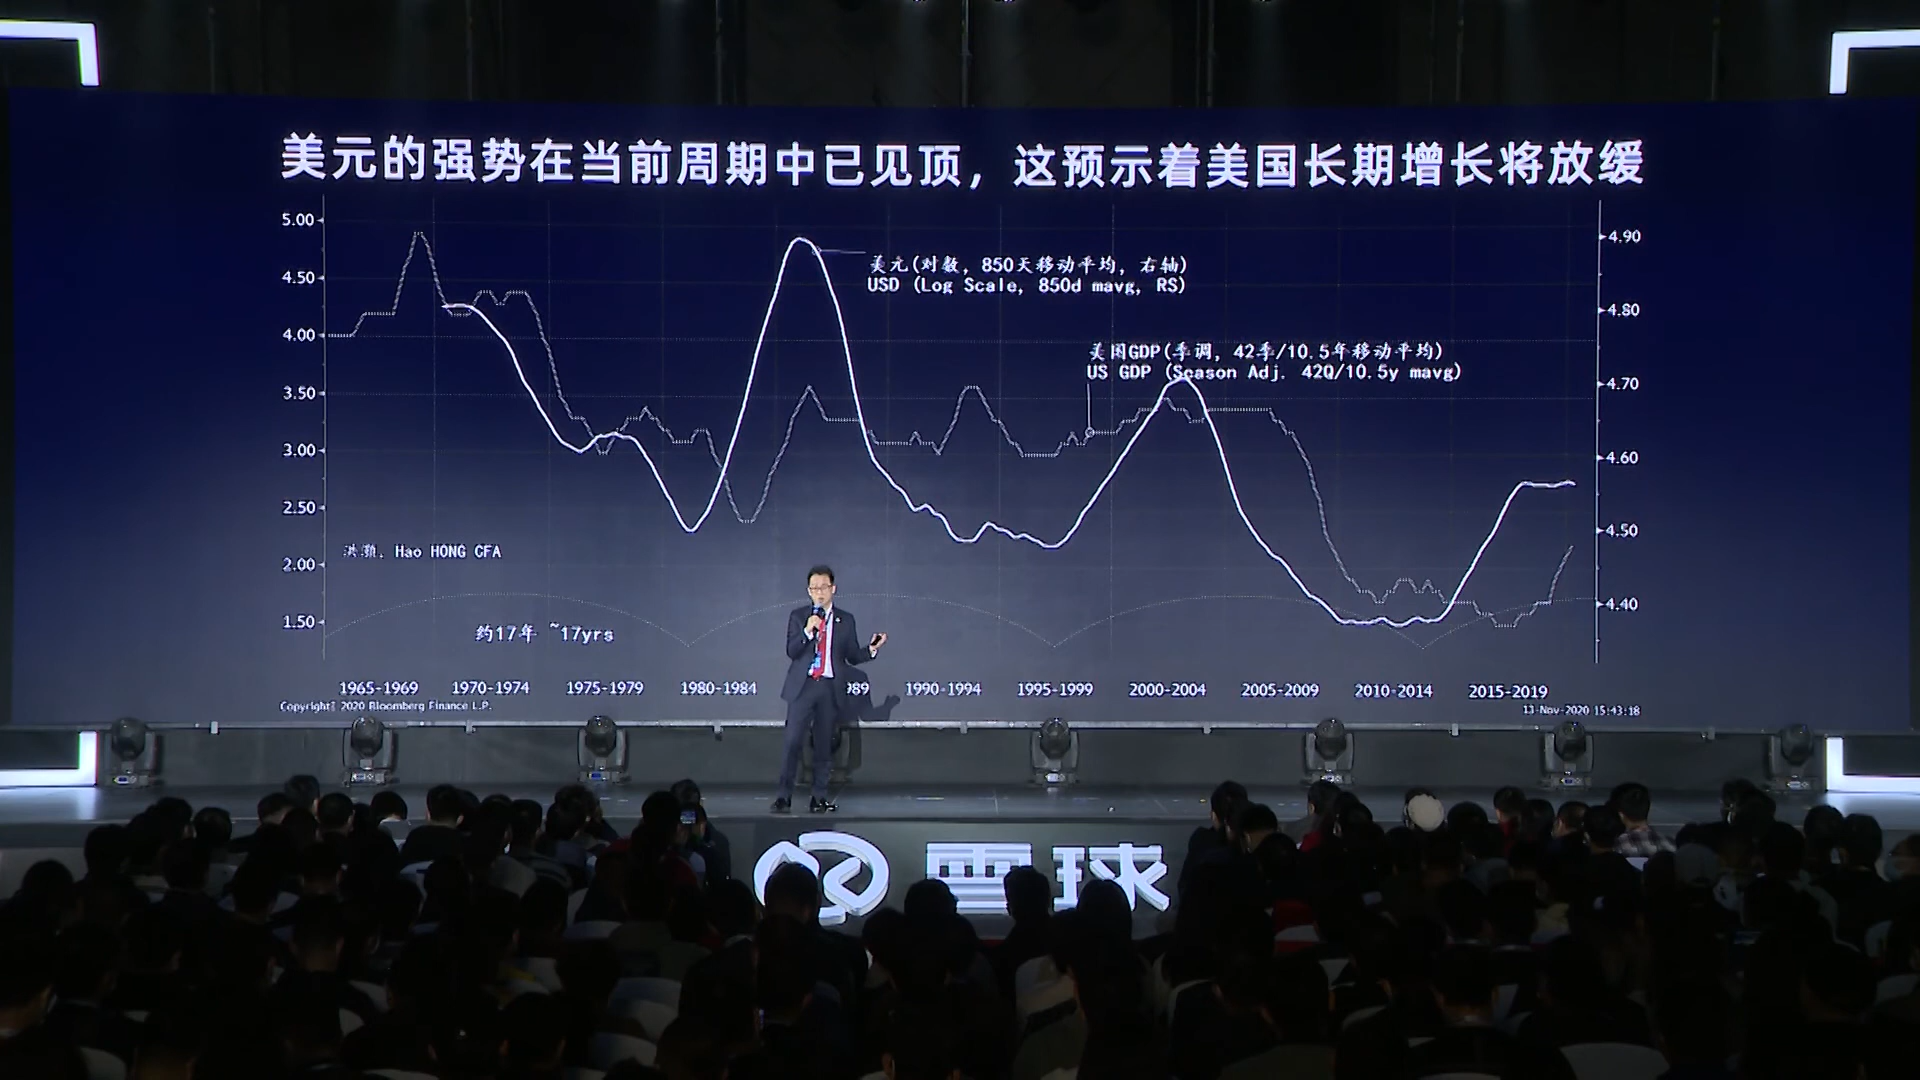 美元的强势在当前周期中已见顶，这预示着美国长期增长将放缓
5.00
4.50
4.00
3.50
3.00
2.50
2.00
1.50
4.90
4.80
4.70
4.60
4.50
4.40
美元(对数, 850天移动平均, 右轴)
USD (Log Scale, 850d mavg, RS)
美国GDP(季调, 42季/10.5年移动平均)
US GDP (Season Adj. 42Q/10.5y mavg)
洪灝, Hao HONG CFA
约17年 ~17yrs
1965-1969 1970-1974 1975-1979 1980-1984 989 1990-1994 1995-1999 2000-2004 2005-2009 2010-2014 2015-2019
Copyright© 2020 Bloomberg Finance L.P.
13-Nov-2020 15:43:18
雪球